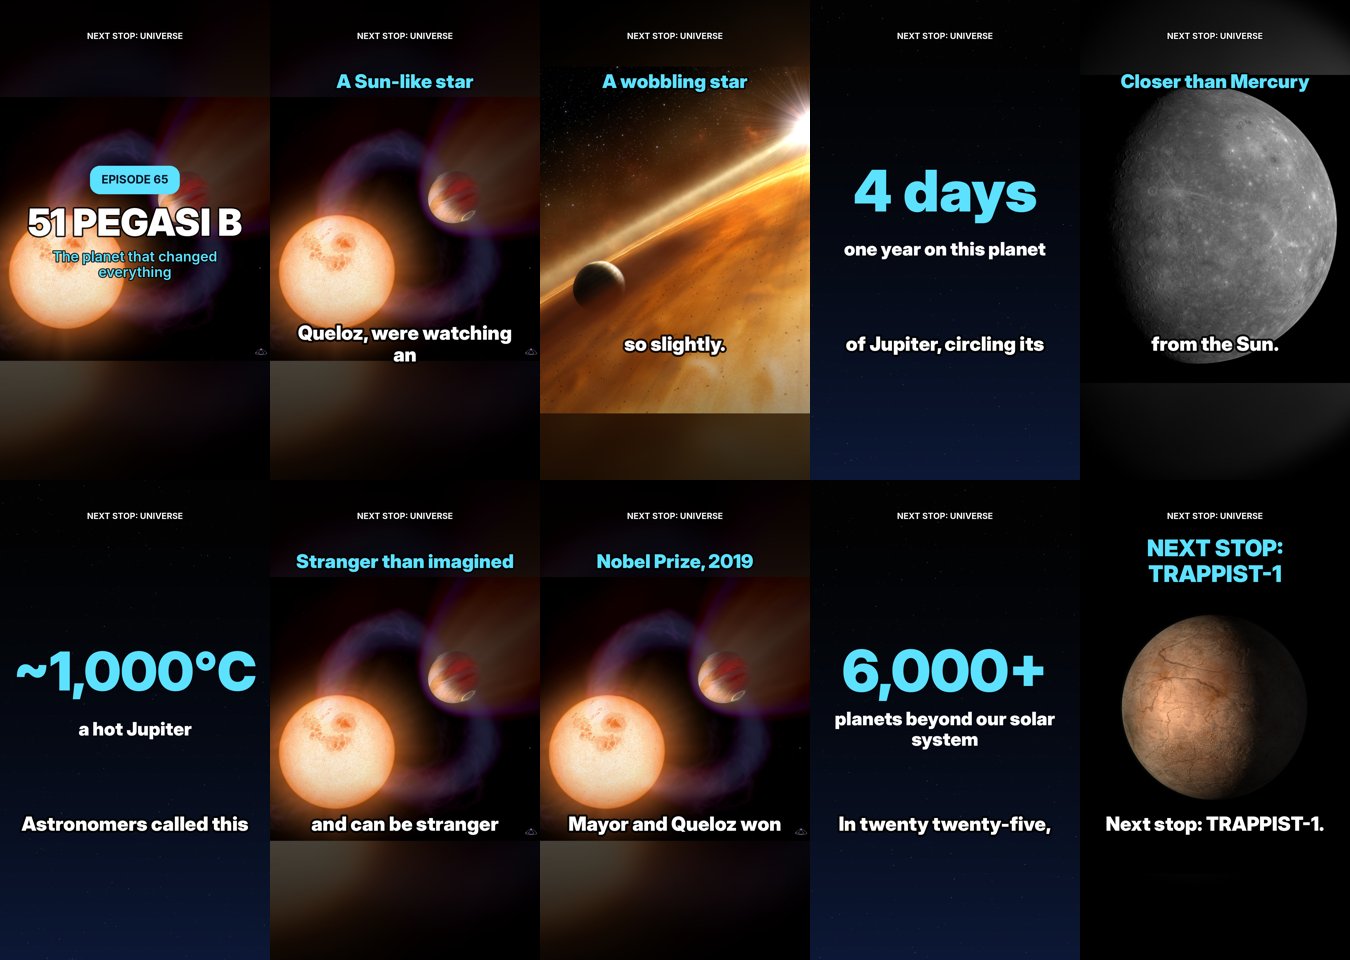 NEXT STOP: UNIVERSE
EPISODE 65
51 PEGASI B
The planet that changed
everything
NEXT STOP: UNIVERSE
A Sun-like star
Queloz, were watching
an
NEXT STOP: UNIVERSE
A wobbling star
so slightly.
NEXT STOP: UNIVERSE
4 days
one year on this planet
of Jupiter, circling its
NEXT STOP: UNIVERSE
Closer than Mercury
from the Sun.
NEXT STOP: UNIVERSE
~1,000°C
a hot Jupiter
Astronomers called this
NEXT STOP: UNIVERSE
Stranger than imagined
and can be stranger
NEXT STOP: UNIVERSE
Nobel Prize, 2019
Mayor and Queloz won
NEXT STOP: UNIVERSE
6,000+
planets beyond our solar
system
In twenty twenty-five,
NEXT STOP: UNIVERSE
NEXT STOP:
TRAPPIST-1
Next stop: TRAPPIST-1.